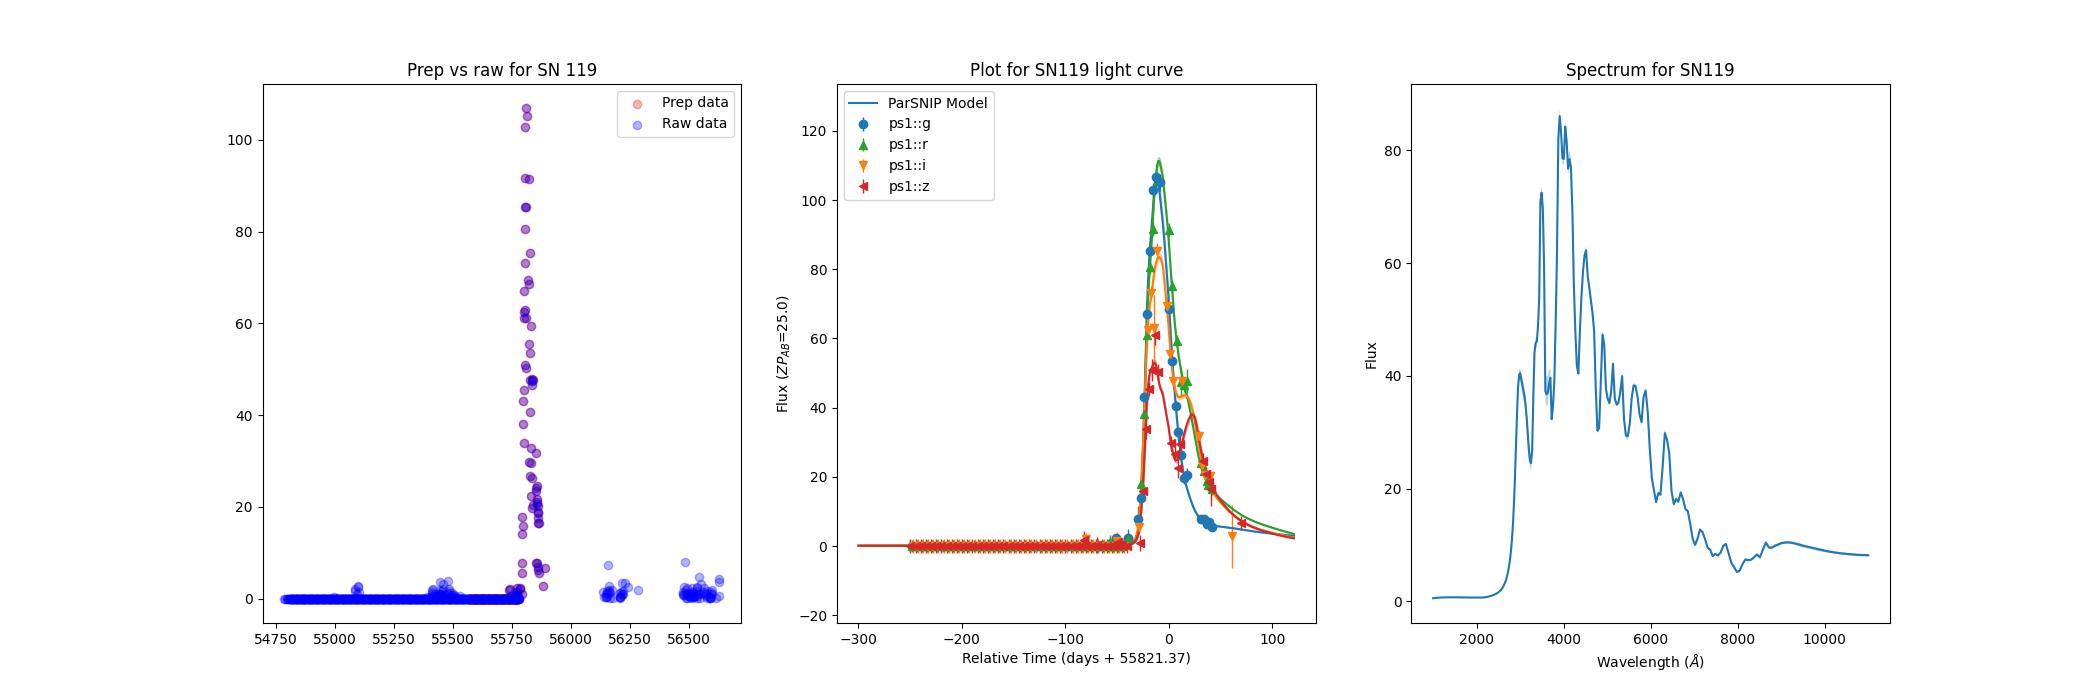 Prep vs raw for SN 119
Prep data
Raw data
100
80
60
40
20
0
54750 55000 55250 55500 55750 56000 56250 56500
Plot for SN119 light curve
ParSNIP Model
ps1::g
ps1::r
ps1::i
ps1::z
Flux (ZP_AB=25.0)
120
100
80
60
40
20
0
−20
−300 −200 −100 0 100
Relative Time (days + 55821.37)
Spectrum for SN119
Flux
80
60
40
20
0
2000 4000 6000 8000 10000
Wavelength (Å)